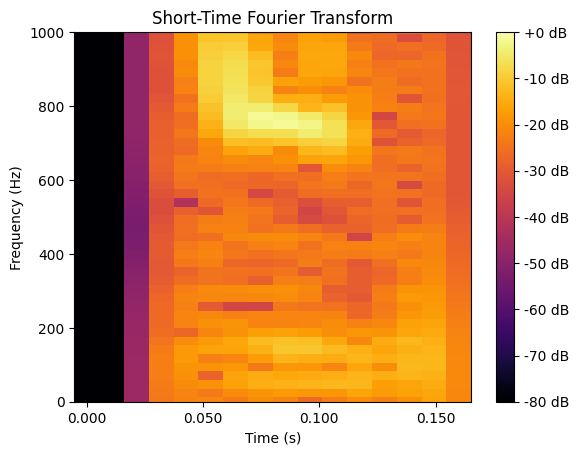 Short-Time Fourier Transform
1000
800
600
400
200
0
Frequency (Hz)
0.000
0.050
0.100
0.150
Time (s)
+0 dB
-10 dB
-20 dB
-30 dB
-40 dB
-50 dB
-60 dB
-70 dB
-80 dB